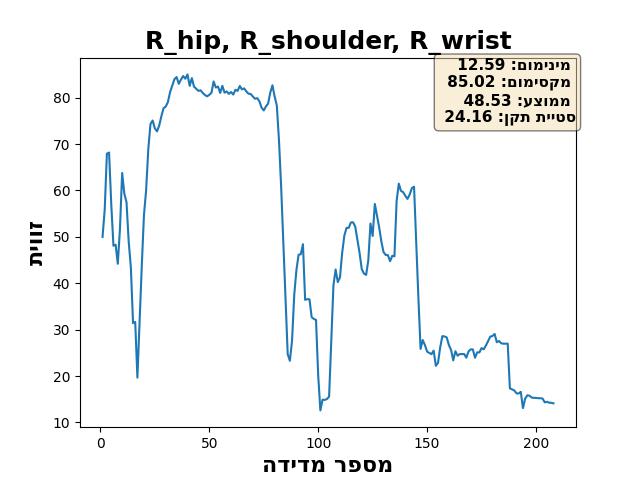 R_hip, R_shoulder, R_wrist
מינימום: 12.59
מקסימום: 85.02
ממוצע: 48.53
סטיית תקן: 24.16
80
70
60
50
40
30
20
10
זווית
0 50 100 150 200
מספר מדידה